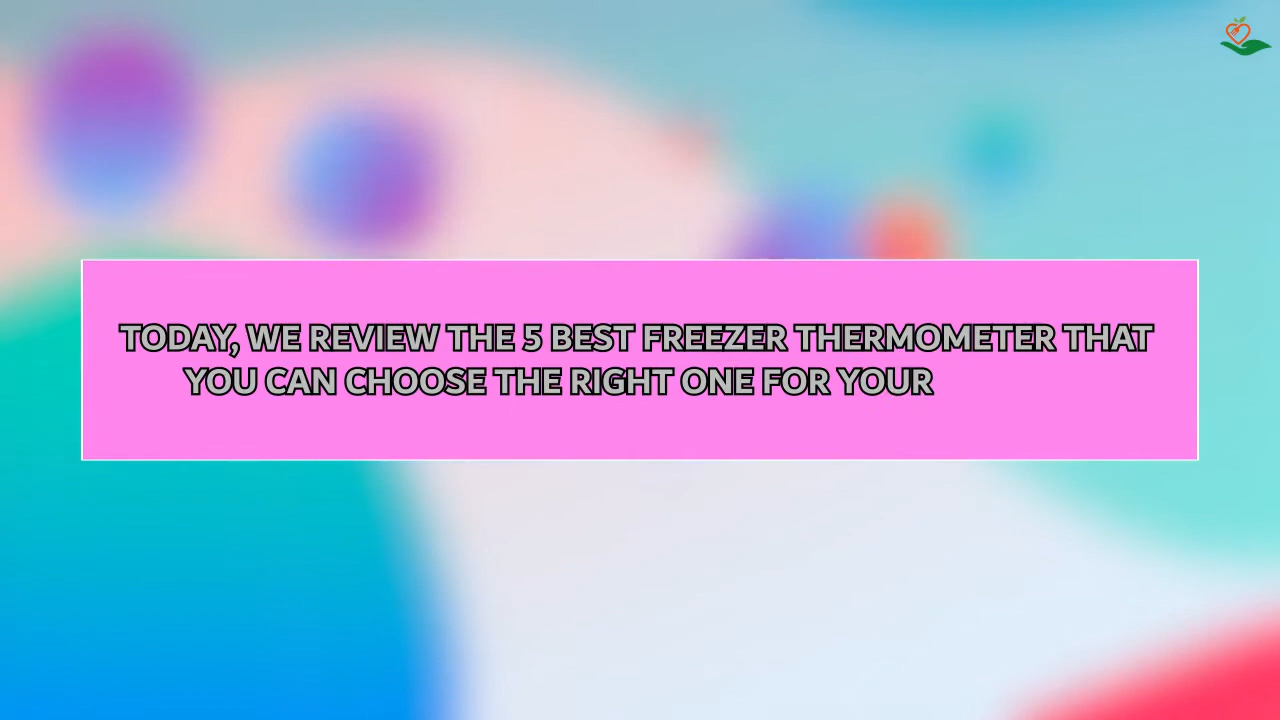 TODAY, WE REVIEW THE 5 BEST FREEZER THERMOMETER THAT
YOU CAN CHOOSE THE RIGHT ONE FOR YOUR